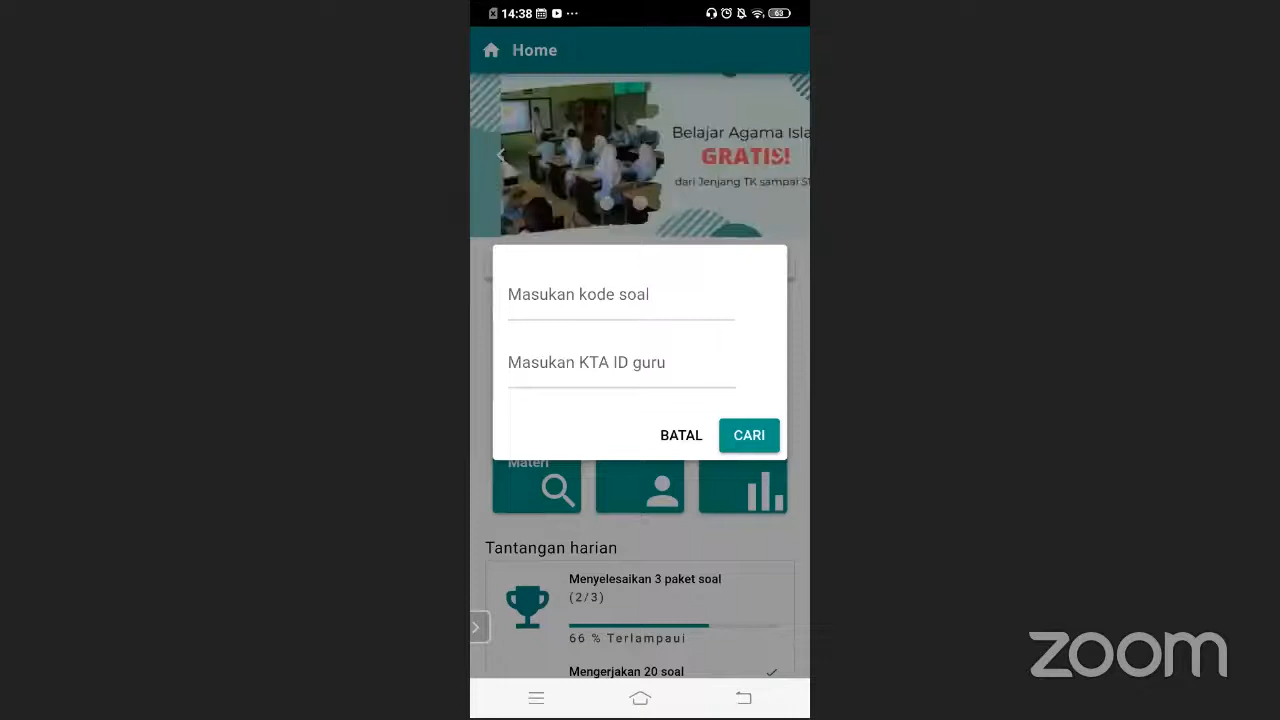 14:38 63
Home
Belajar Agama Isla
GRATIS!
dari Jenjang TK sampai S
Masukan kode soal
Masukan KTA ID guru
BATAL CARI
Materi
Tantangan harian
Menyelesaikan 3 paket soal
(2/3)
66 % Terlampaui
Mengerjakan 20 soal
zoom